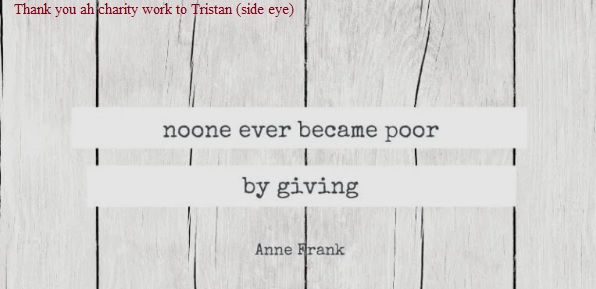 Thank you ah charity work to Tristan (side eye)
noone ever became poor
by giving
Anne Frank